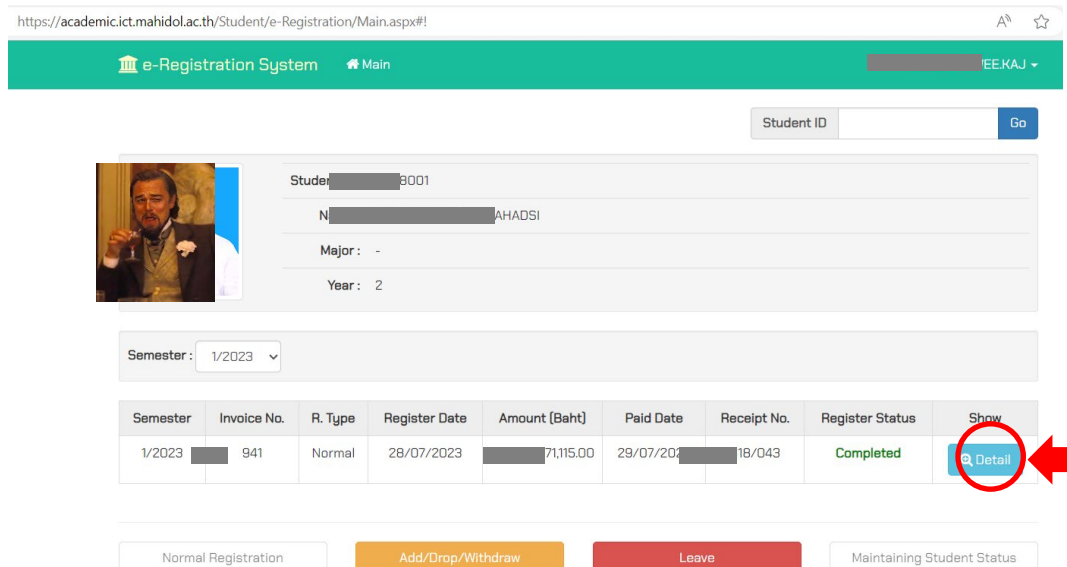 https://academic.ict.mahidol.ac.th/Student/e-Registration/Main.aspx#!
e-Registration System Main EE.KAJ
Student ID Go
8001
AHADSI
Major : -
Year : 2
Semester : 1/2023
Semester Invoice No. R. Type Register Date Amount (Baht) Paid Date Receipt No. Register Status Show
1/2023 941 Normal 28/07/2023 71,115.00 29/07/20 18/043 Completed Detail
Normal Registration Add/Drop/Withdraw Leave Maintaining Student Status